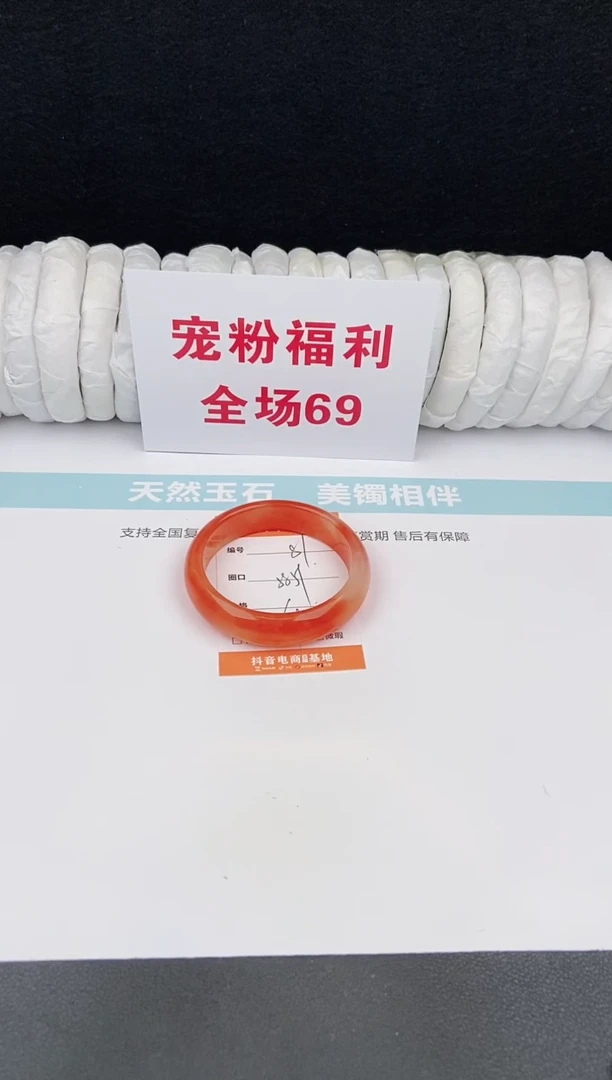 宠粉福利
全场69
天然玉石 美镯相伴
支持全国复
赏期 售后有保障
编号 8
圈口
抖音电商 基地